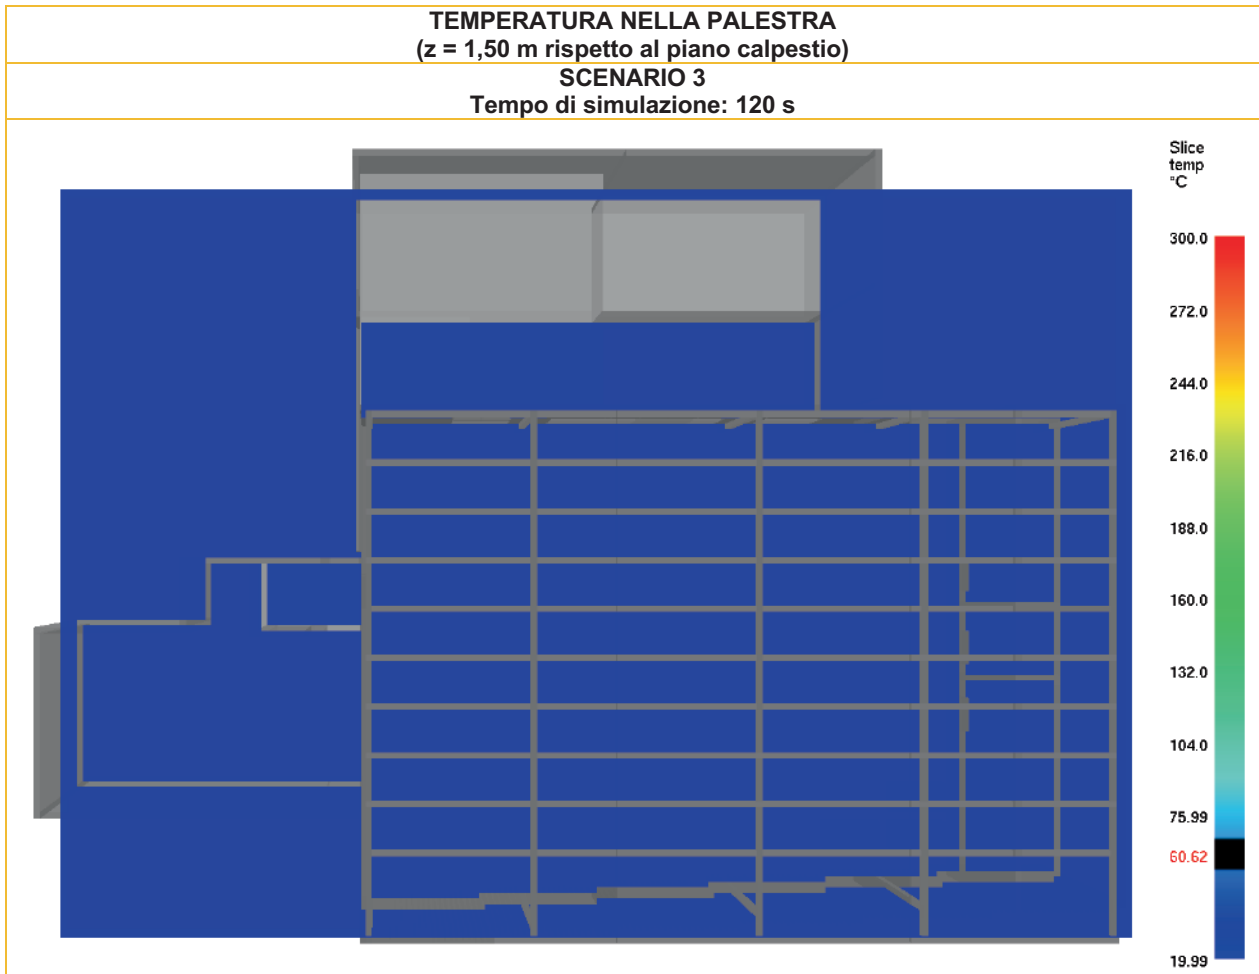 TEMPERATURA NELLA PALESTRA
(z = 1,50 m rispetto al piano calpestio)
SCENARIO 3
Tempo di simulazione: 120 s
Slice
temp
°C
300.0
272.0
244.0
216.0
188.0
160.0
132.0
104.0
75.99
60.62
19.99